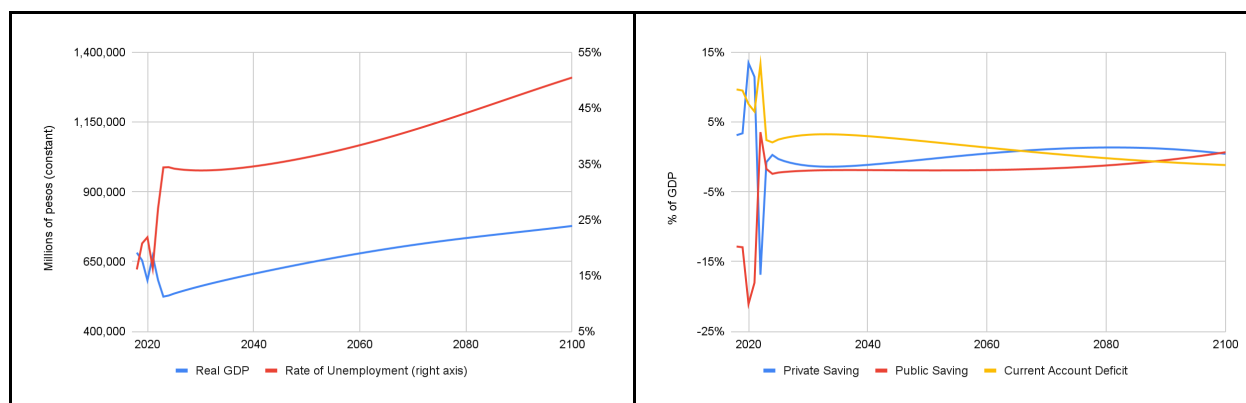 1,400,000
1,150,000
900,000
650,000
400,000
Millions of pesos (constant)
55%
45%
35%
25%
15%
5%
2020 2040 2060 2080 2100
Real GDP Rate of Unemployment (right axis)
15%
5%
-5%
-15%
-25%
% of GDP
2020 2040 2060 2080 2100
Private Saving Public Saving Current Account Deficit